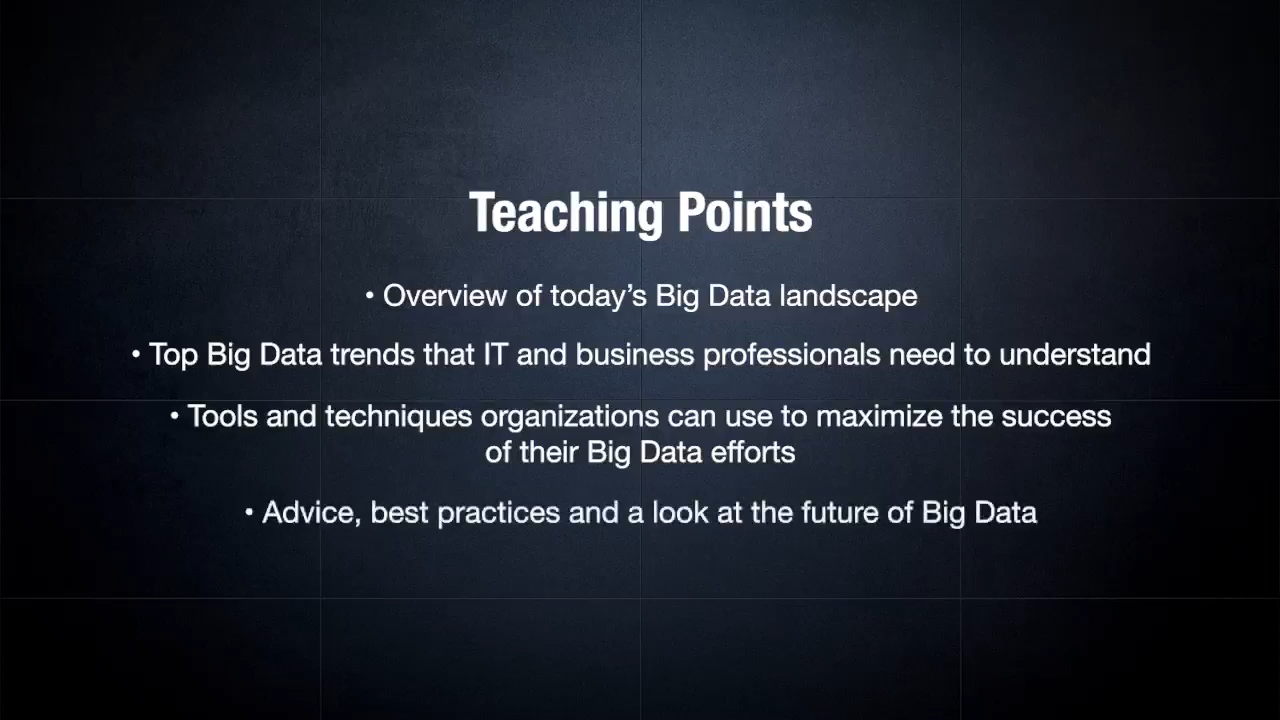 Teaching Points
• Overview of today’s Big Data landscape
• Top Big Data trends that IT and business professionals need to understand
• Tools and techniques organizations can use to maximize the success
of their Big Data efforts
• Advice, best practices and a look at the future of Big Data